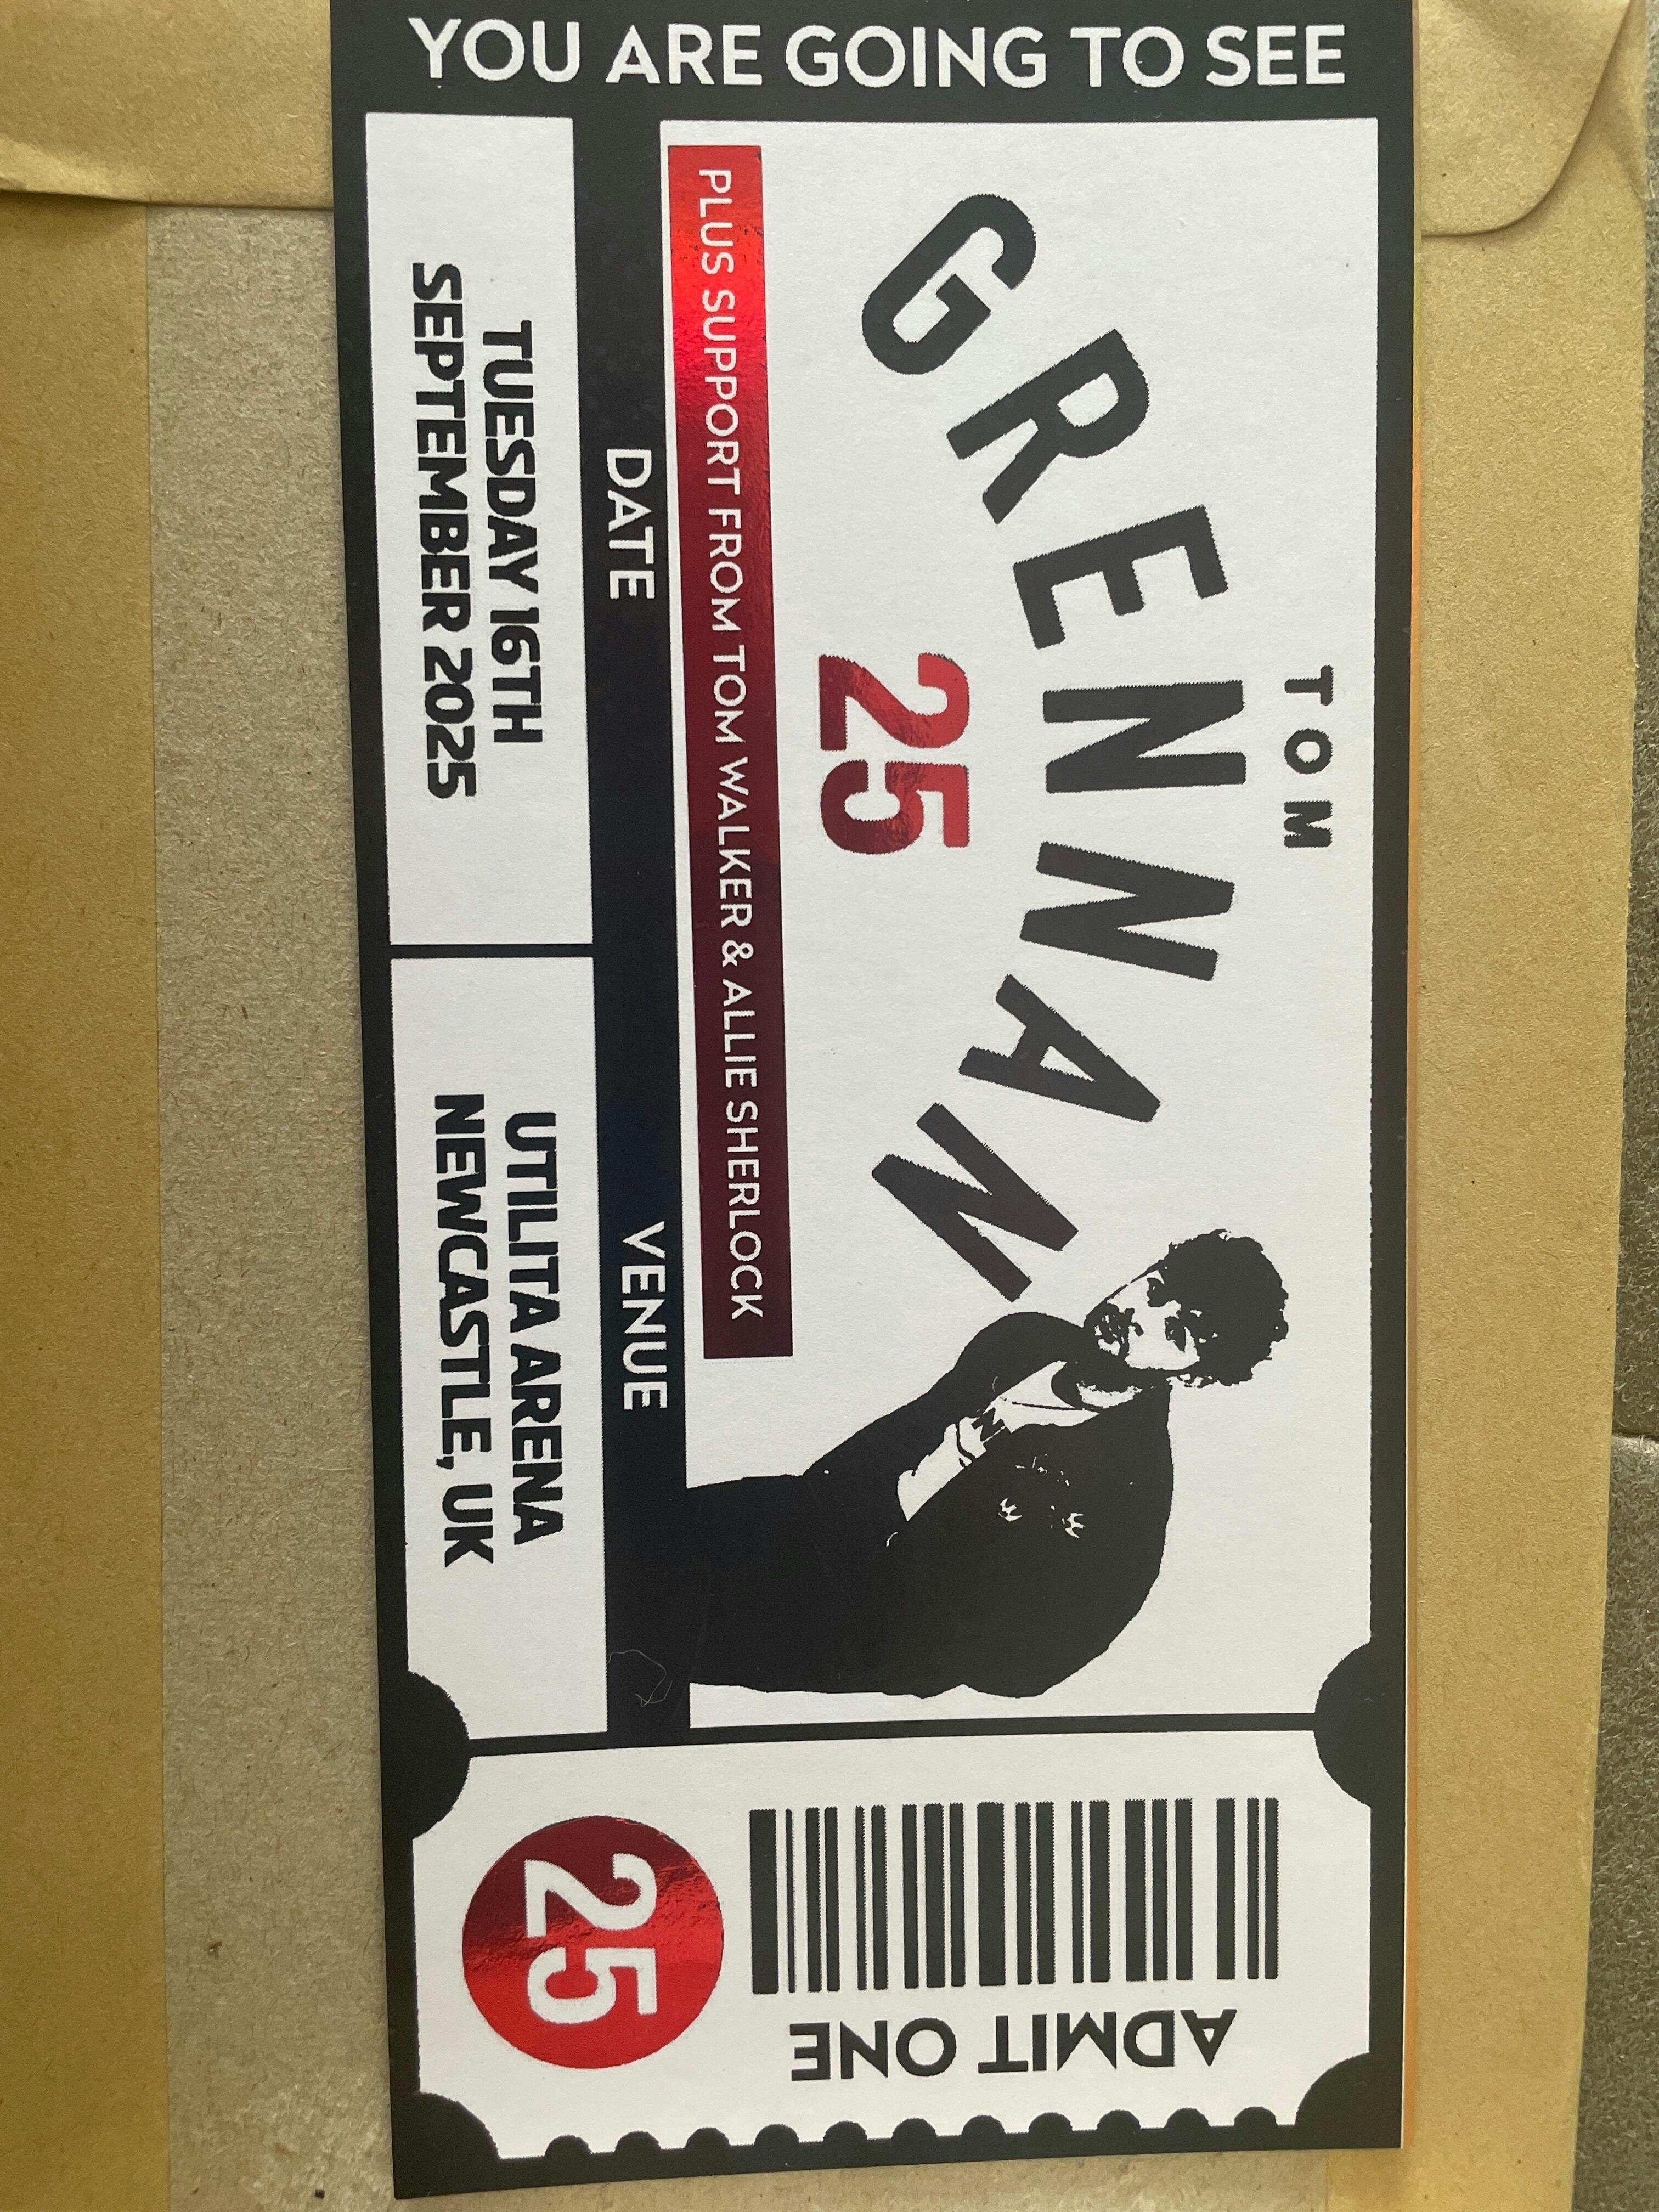 YOU ARE GOING TO SEE
TOM
GRENNAN
25
PLUS SUPPORT FROM TOM WALKER & ALLIE SHERLOCK
DATE
VENUE
TUESDAY 16TH
SEPTEMBER 2025
UTILITA ARENA
NEWCASTLE, UK
ADMIT ONE
25